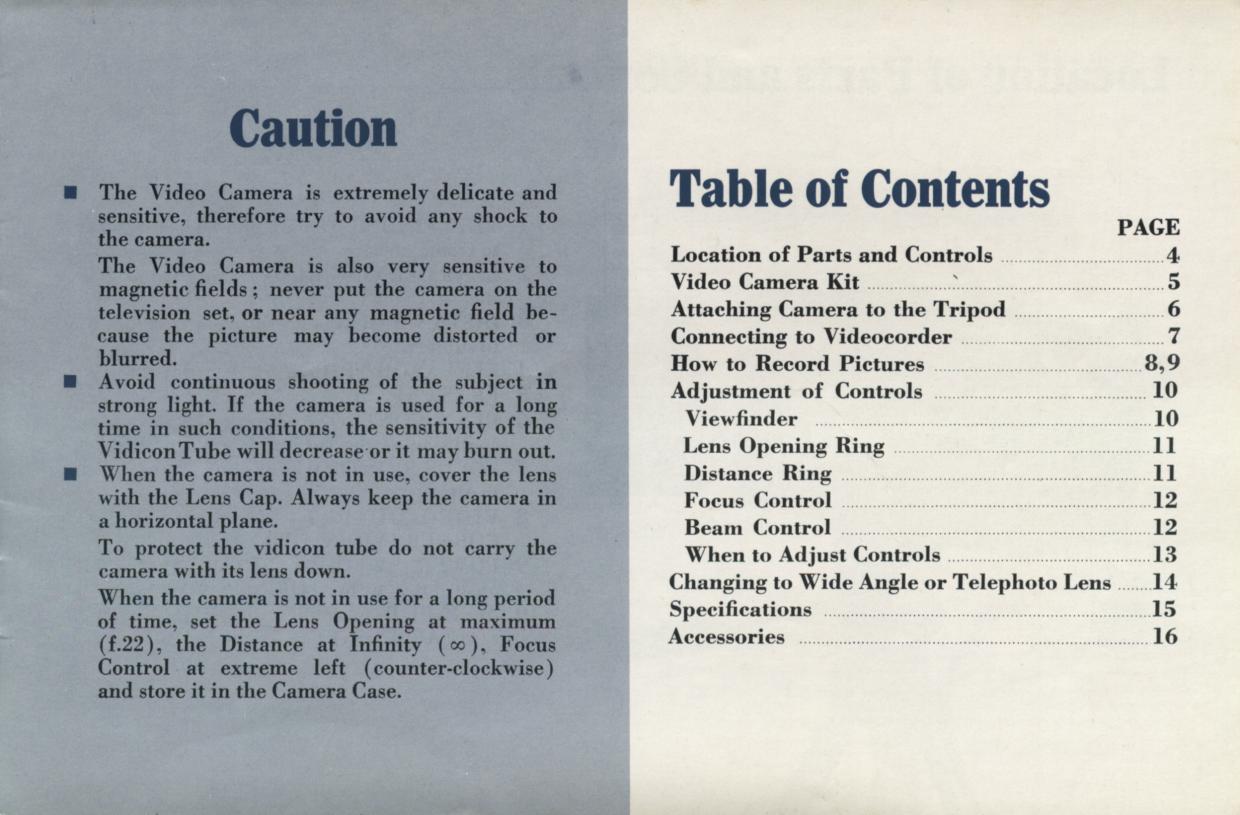 Caution
■ The Video Camera is extremely delicate and
sensitive, therefore try to avoid any shock to
the camera.
The Video Camera is also very sensitive to
magnetic fields; never put the camera on the
television set, or near any magnetic field be-
cause the picture may become distorted or
blurred.
■ Avoid continuous shooting of the subject in
strong light. If the camera is used for a long
time in such conditions, the sensitivity of the
Vidicon Tube will decrease or it may burn out.
■ When the camera is not in use, cover the lens
with the Lens Cap. Always keep the camera in
a horizontal plane.
To protect the vidicon tube do not carry the
camera with its lens down.
When the camera is not in use for a long period
of time, set the Lens Opening at maximum
(f.22), the Distance at Infinity (∞), Focus
Control at extreme left (counter-clockwise)
and store it in the Camera Case.
Table of Contents
PAGE
Location of Parts and Controls 4
Video Camera Kit 5
Attaching Camera to the Tripod 6
Connecting to Videocorder 7
How to Record Pictures 8,9
Adjustment of Controls 10
Viewfinder 10
Lens Opening Ring 11
Distance Ring 11
Focus Control 12
Beam Control 12
When to Adjust Controls 13
Changing to Wide Angle or Telephoto Lens 14
Specifications 15
Accessories 16